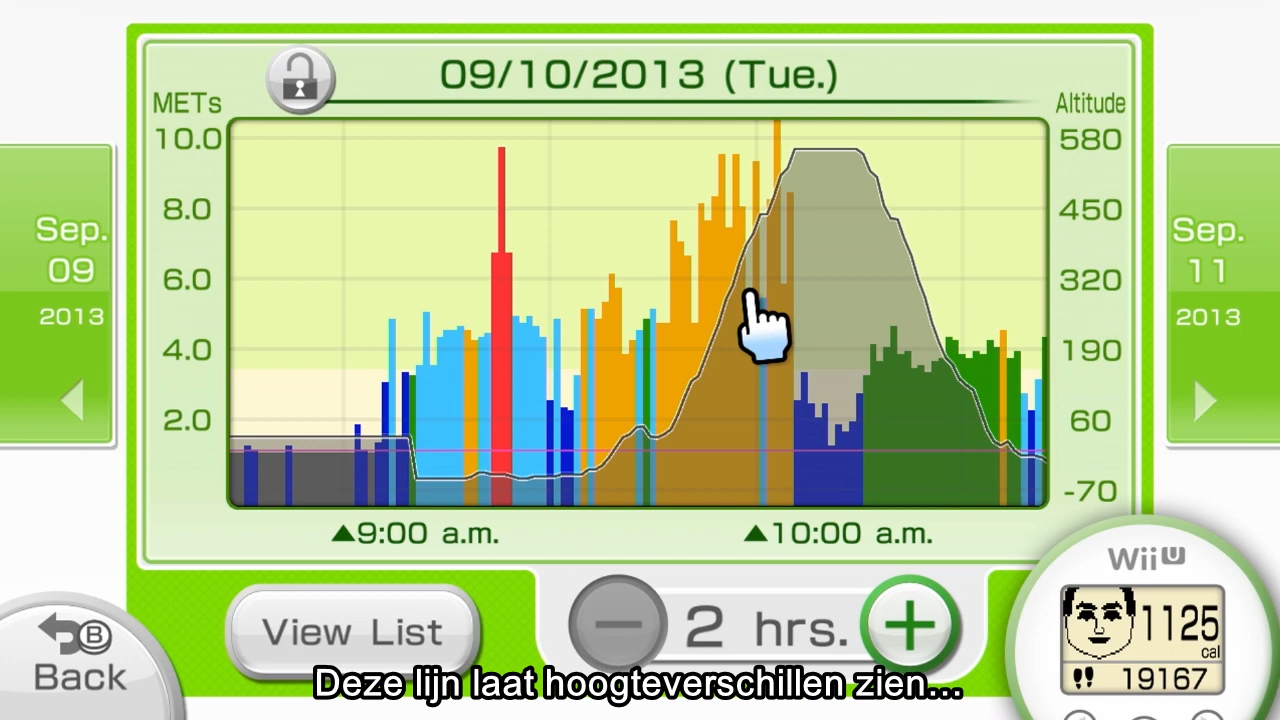 09/10/2013 (Tue.)
METs
Altitude
10.0
580
8.0
450
6.0
320
4.0
190
2.0
60
-70
▲9:00 a.m.
▲10:00 a.m.
Sep.
09
2013
Sep.
11
2013
View List
2 hrs.
B
Back
Wii U
1125
cal
19167
Deze lijn laat hoogteverschillen zien...